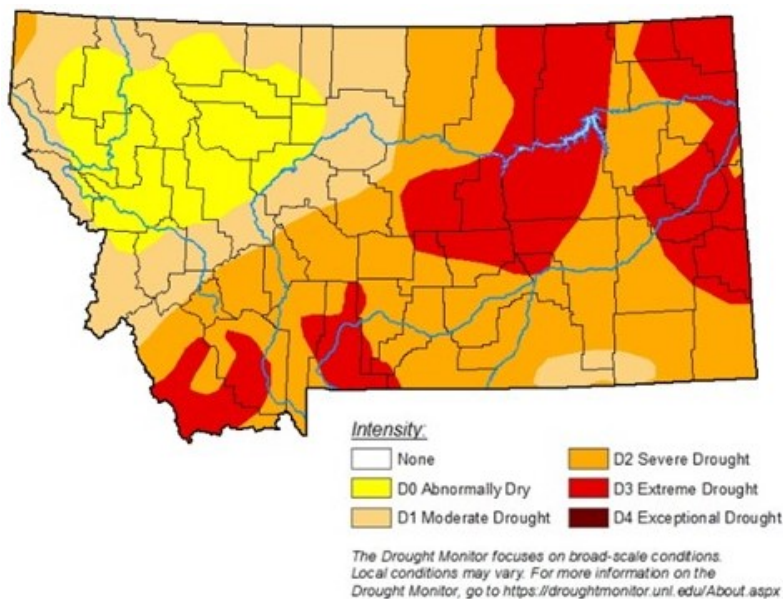 Intensity:
None
D0 Abnormally Dry
D1 Moderate Drought
D2 Severe Drought
D3 Extreme Drought
D4 Exceptional Drought
The Drought Monitor focuses on broad-scale conditions.
Local conditions may vary. For more information on the
Drought Monitor, go to https://droughtmonitor.unl.edu/About.aspx